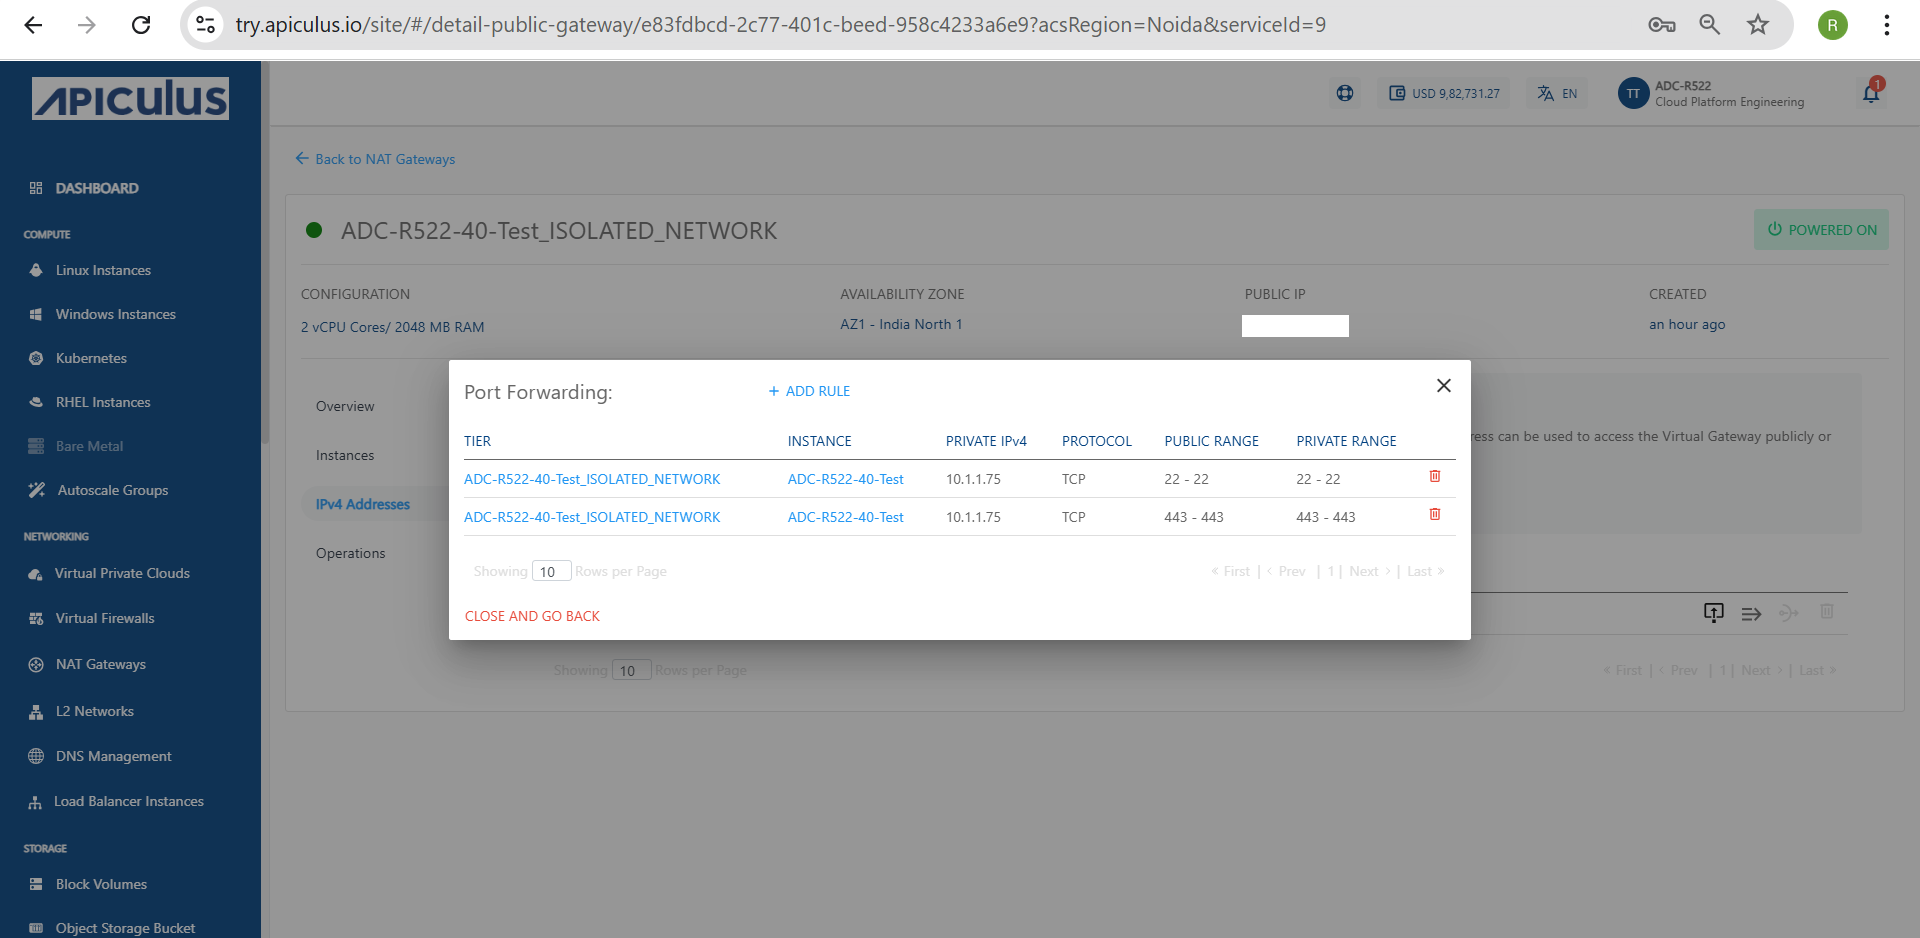 try.apiculus.io/site/#/detail-public-gateway/e83fdbcd-2c77-401c-beed-958c4233a6e9?acsRegion=Noida&serviceId=9
R
APICULUS
USD 9,82,731.27
EN
TT
ADC-R522
Cloud Platform Engineering
1
Back to NAT Gateways
DASHBOARD
COMPUTE
Linux Instances
Windows Instances
Kubernetes
RHEL Instances
Bare Metal
Autoscale Groups
NETWORKING
Virtual Private Clouds
Virtual Firewalls
NAT Gateways
L2 Networks
DNS Management
Load Balancer Instances
STORAGE
Block Volumes
Object Storage Bucket
ADC-R522-40-Test_ISOLATED_NETWORK
POWERED ON
CONFIGURATION AVAILABILITY ZONE PUBLIC IP CREATED
2 vCPU Cores/ 2048 MB RAM AZ1 - India North 1 an hour ago
Overview
Instances
IPv4 Addresses
Operations
ress can be used to access the Virtual Gateway publicly or
Port Forwarding:
+ ADD RULE
TIER INSTANCE PRIVATE IPv4 PROTOCOL PUBLIC RANGE PRIVATE RANGE
ADC-R522-40-Test_ISOLATED_NETWORK ADC-R522-40-Test 10.1.1.75 TCP 22 - 22 22 - 22
ADC-R522-40-Test_ISOLATED_NETWORK ADC-R522-40-Test 10.1.1.75 TCP 443 - 443 443 - 443
Showing 10 Rows per Page « First | ‹ Prev | 1 | Next › | Last »
CLOSE AND GO BACK
Showing 10 Rows per Page « First | ‹ Prev | 1 | Next › | Last »